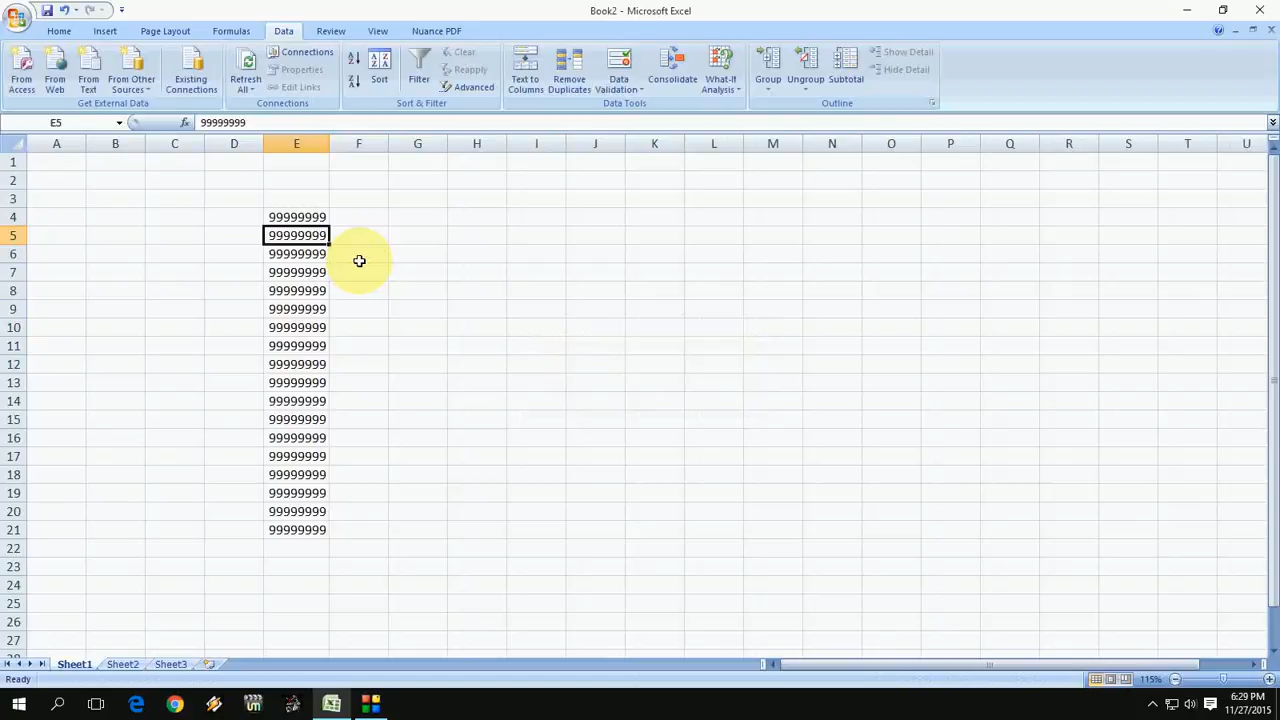 Book2 - Microsoft Excel
Home Insert Page Layout Formulas Data Review View Nuance PDF
From Access
From Web
From Text
From Other Sources
Existing Connections
Get External Data
Refresh All
Connections
Properties
Edit Links
Connections
Sort
Filter
Clear
Reapply
Advanced
Sort & Filter
Text to Columns
Remove Duplicates
Data Validation
Consolidate
What-If Analysis
Data Tools
Group
Ungroup
Subtotal
Show Detail
Hide Detail
Outline
E5 fx 99999999
A B C D E F G H I J K L M N O P Q R S T U
1
2
3
4 99999999
5 99999999
6 99999999
7 99999999
8 99999999
9 99999999
10 99999999
11 99999999
12 99999999
13 99999999
14 99999999
15 99999999
16 99999999
17 99999999
18 99999999
19 99999999
20 99999999
21 99999999
22
23
24
25
26
27
Sheet1 Sheet2 Sheet3
Ready 115%
6:29 PM
11/27/2015